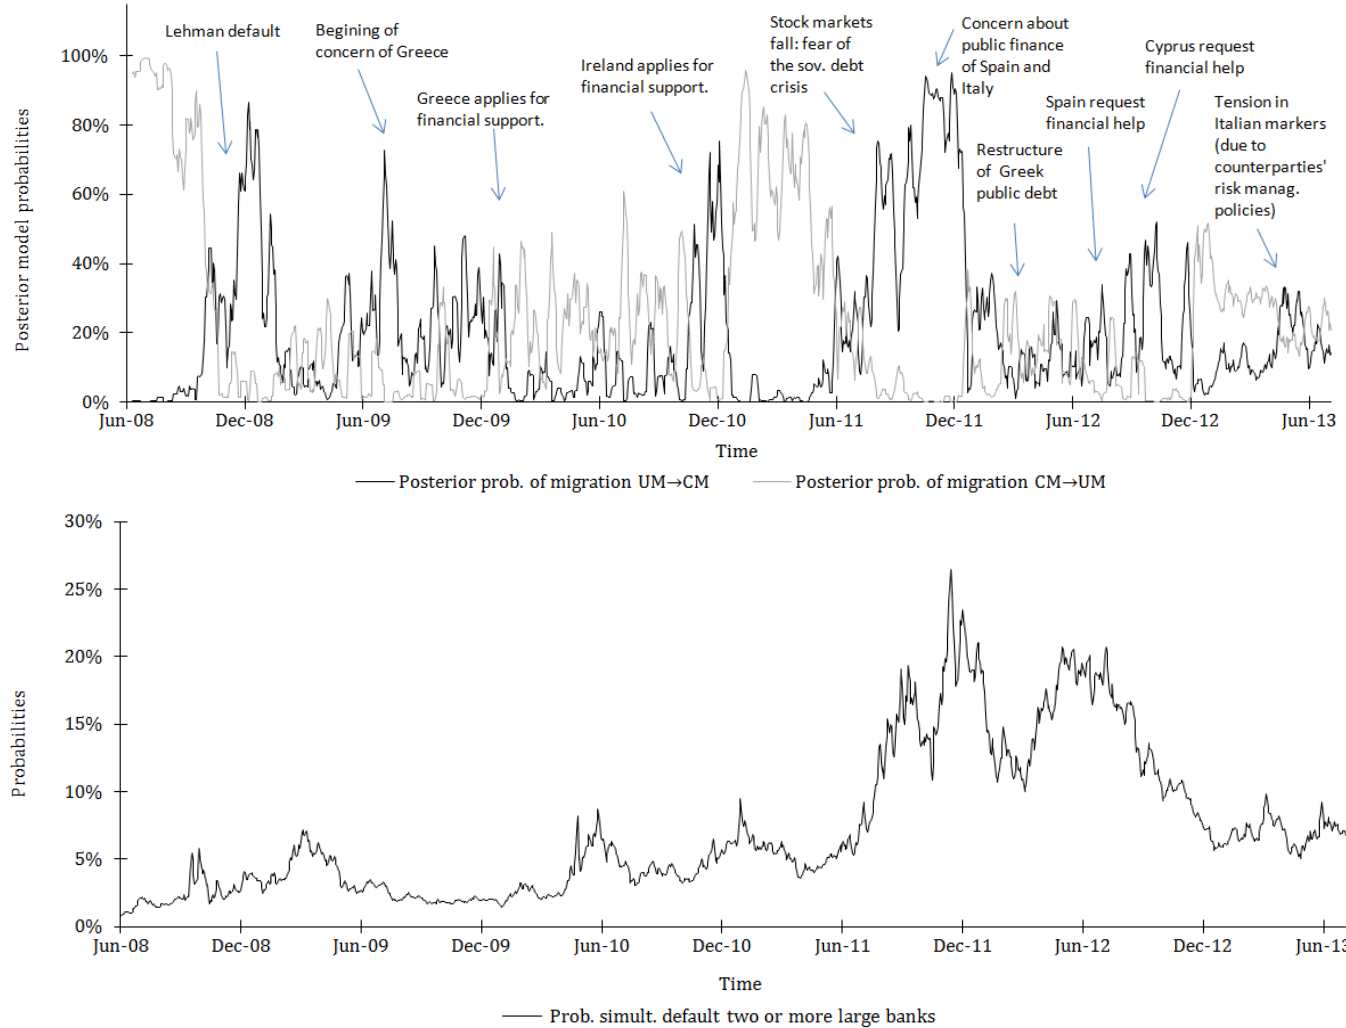 Lehman default
Begining of
concern of Greece
Greece applies for
financial support.
Ireland applies for
financial support.
Stock markets
fall: fear of
the sov. debt
crisis
Concern about
public finance
of Spain and
Italy
Restructure
of Greek
public debt
Spain request
financial help
Cyprus request
financial help
Tension in
Italian markers
(due to
counterparties'
risk manag.
policies)
Posterior model probabilities
100%
80%
60%
40%
20%
0%
Jun-08 Dec-08 Jun-09 Dec-09 Jun-10 Dec-10 Jun-11 Dec-11 Jun-12 Dec-12 Jun-13
Time
Posterior prob. of migration UM→CM Posterior prob. of migration CM→UM
Probabilities
30%
25%
20%
15%
10%
5%
0%
Jun-08 Dec-08 Jun-09 Dec-09 Jun-10 Dec-10 Jun-11 Dec-11 Jun-12 Dec-12 Jun-13
Time
Prob. simult. default two or more large banks